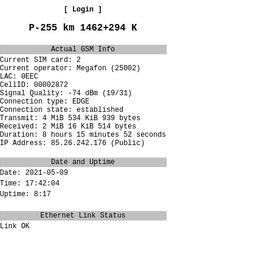 [ Login ]
P-255 km 1462+294 K
Actual GSM Info
Current SIM card: 2
Current operator: Megafon (25002)
LAC: 0EEC
CellID: 00002872
Signal Quality: -74 dBm (19/31)
Connection type: EDGE
Connection state: established
Transmit: 4 MiB 534 KiB 939 bytes
Received: 2 MiB 16 KiB 514 bytes
Duration: 8 hours 15 minutes 52 seconds
IP Address: 85.26.242.176 (Public)
Date and Uptime
Date: 2021-05-09
Time: 17:42:04
Uptime: 8:17
Ethernet Link Status
Link OK